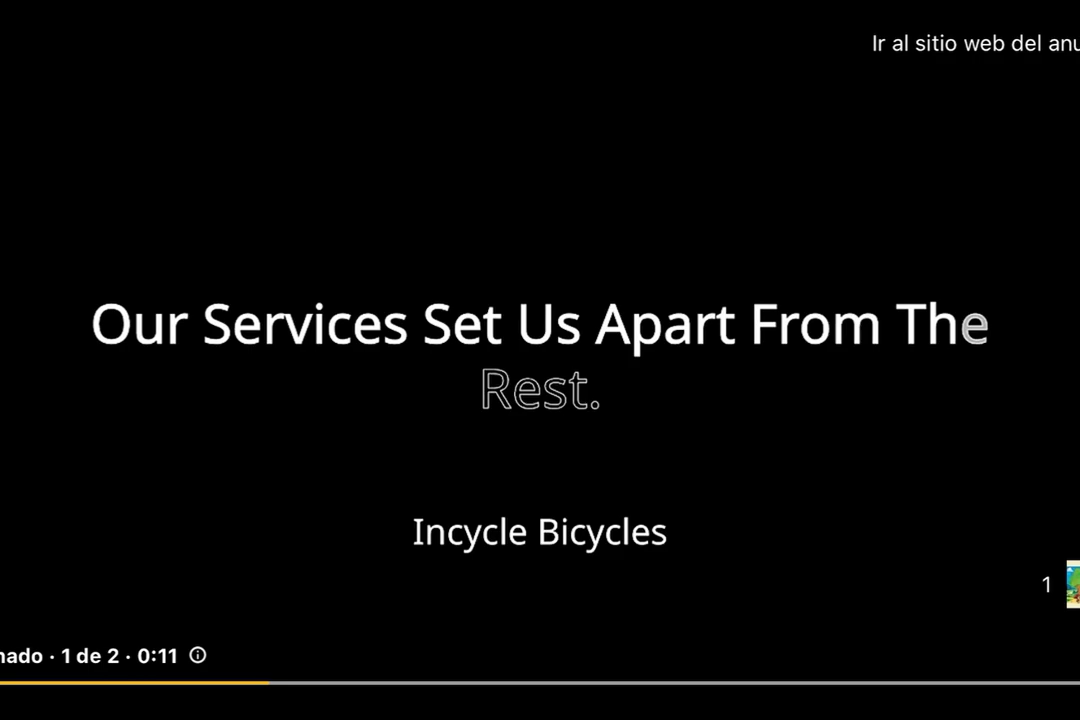 Ir al sitio web del anu
Our Services Set Us Apart From The
Rest.
Incycle Bicycles
1
nado · 1 de 2 · 0:11